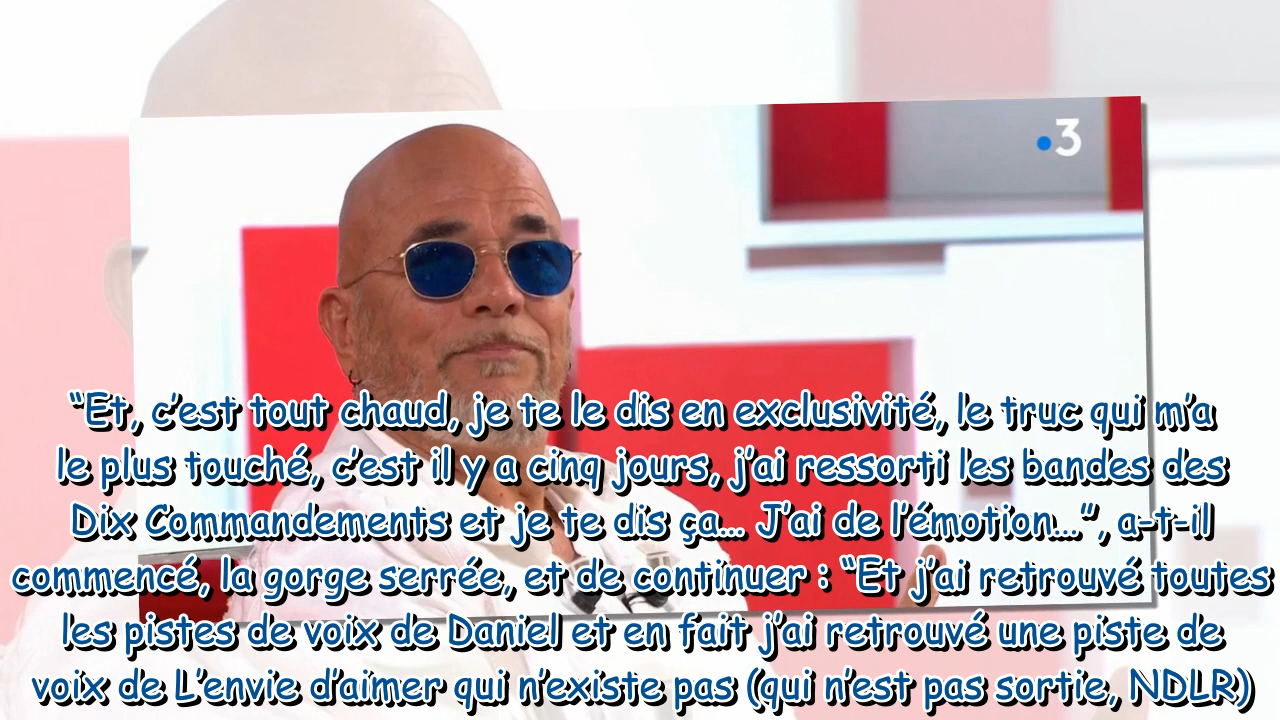 3
“Et, c’est tout chaud, je te le dis en exclusivité, le truc qui m’a
le plus touché, c’est il y a cinq jours, j’ai ressorti les bandes des
Dix Commandements et je te dis ça... J’ai de l’émotion...”, a-t-il
commencé, la gorge serrée, et de continuer : “Et j’ai retrouvé toutes
les pistes de voix de Daniel et en fait j’ai retrouvé une piste de
voix de L’envie d’aimer qui n’existe pas (qui n’est pas sortie, NDLR)